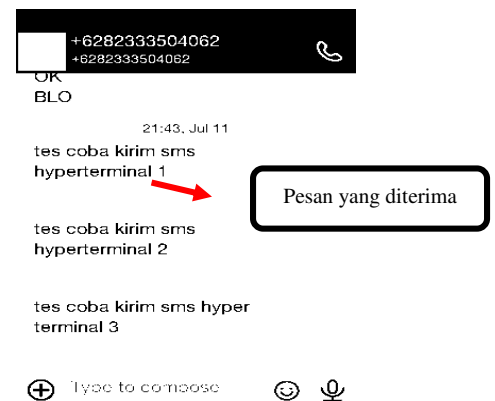 +6282333504062
+6282333504062
OK
BLO
21:43, Jul 11
tes coba kirim sms
hyperterminal 1
Pesan yang diterima
tes coba kirim sms
hyperterminal 2
tes coba kirim sms hyper
terminal 3
Type to compose